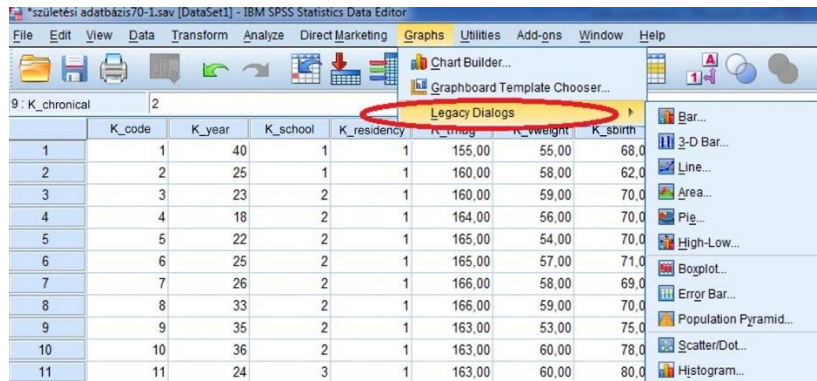 *születési adatbázis70-1.sav [DataSet1] - IBM SPSS Statistics Data Editor
File Edit View Data Transform Analyze Direct Marketing Graphs Utilities Add-ons Window Help
Chart Builder...
Graphboard Template Chooser...
Legacy Dialogs
Bar...
3-D Bar...
Line...
Area...
Pie...
High-Low...
Boxplot...
Error Bar...
Population Pyramid...
Scatter/Dot...
Histogram...
9 : K_chronical 2
K_code K_year K_school K_residency K_sbirth
1 1 40 1 1 155,00 55,00 68,0
2 2 25 1 1 160,00 58,00 62,0
3 3 23 2 1 160,00 59,00 70,0
4 4 18 2 1 164,00 56,00 70,0
5 5 22 2 1 165,00 54,00 70,0
6 6 25 2 1 165,00 57,00 71,0
7 7 26 2 1 166,00 58,00 69,0
8 8 33 2 1 166,00 59,00 70,0
9 9 35 2 1 163,00 53,00 75,0
10 10 36 2 1 163,00 60,00 78,0
11 11 24 3 1 163,00 60,00 80,0